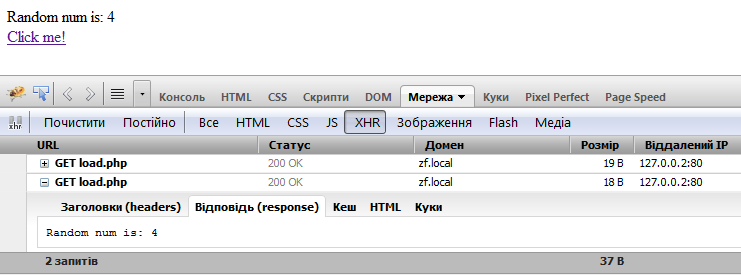 Random num is: 4
Click me!
Консоль HTML CSS Скрипти DOM Мережа Куки Pixel Perfect Page Speed
xhr Почистити Постійно Все HTML CSS JS XHR Зображення Flash Медіа
URL Статус Домен Розмір Віддалений IP
GET load.php 200 OK zf.local 19 B 127.0.0.2:80
GET load.php 200 OK zf.local 18 B 127.0.0.2:80
Заголовки (headers) Відповідь (response) Кеш HTML Куки
Random num is: 4
2 запитів 37 B